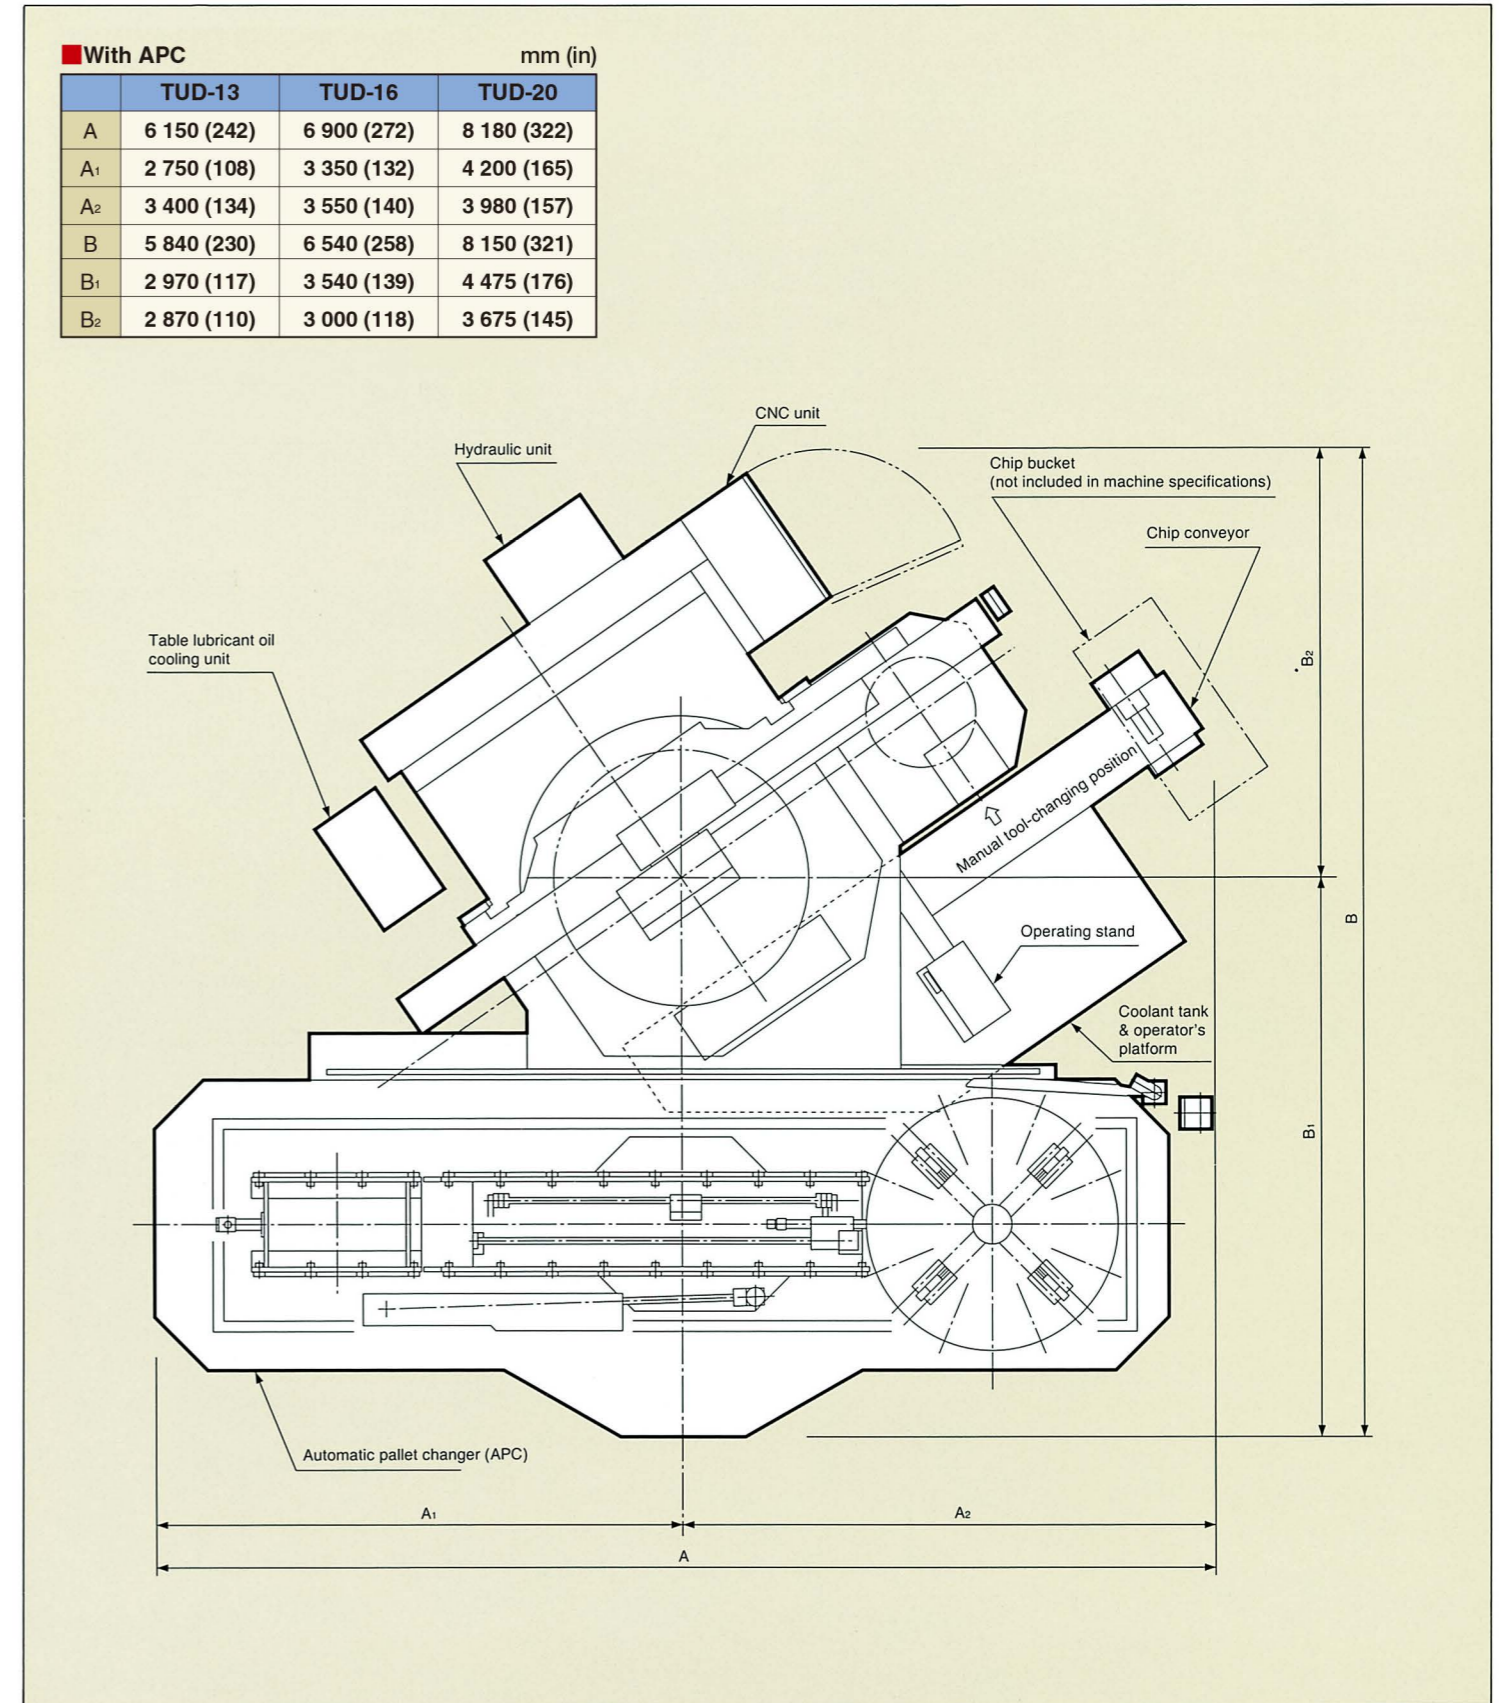 With APC mm (in)
TUD-13 TUD-16 TUD-20
A 6 150 (242) 6 900 (272) 8 180 (322)
A1 2 750 (108) 3 350 (132) 4 200 (165)
A2 3 400 (134) 3 550 (140) 3 980 (157)
B 5 840 (230) 6 540 (258) 8 150 (321)
B1 2 970 (117) 3 540 (139) 4 475 (176)
B2 2 870 (110) 3 000 (118) 3 675 (145)
CNC unit
Hydraulic unit
Chip bucket
(not included in machine specifications)
Chip conveyor
Table lubricant oil
cooling unit
B2
Manual tool-changing position
B
Operating stand
Coolant tank
& operator's
platform
B1
Automatic pallet changer (APC)
A1
A2
A